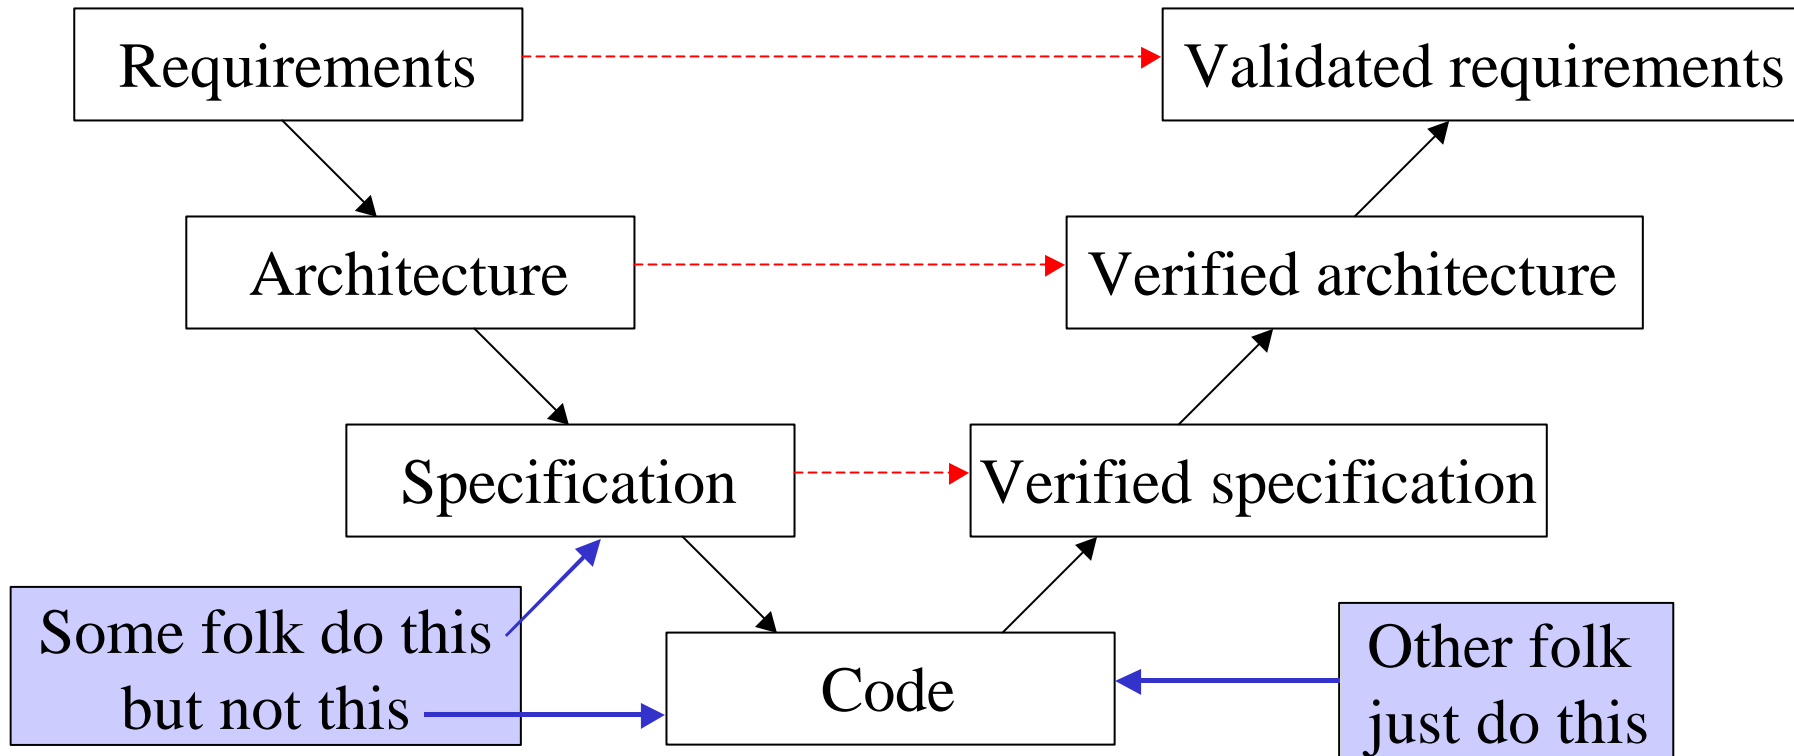 Requirements
Validated requirements
Architecture
Verified architecture
Specification
Verified specification
Some folk do this
but not this
Code
Other folk
just do this